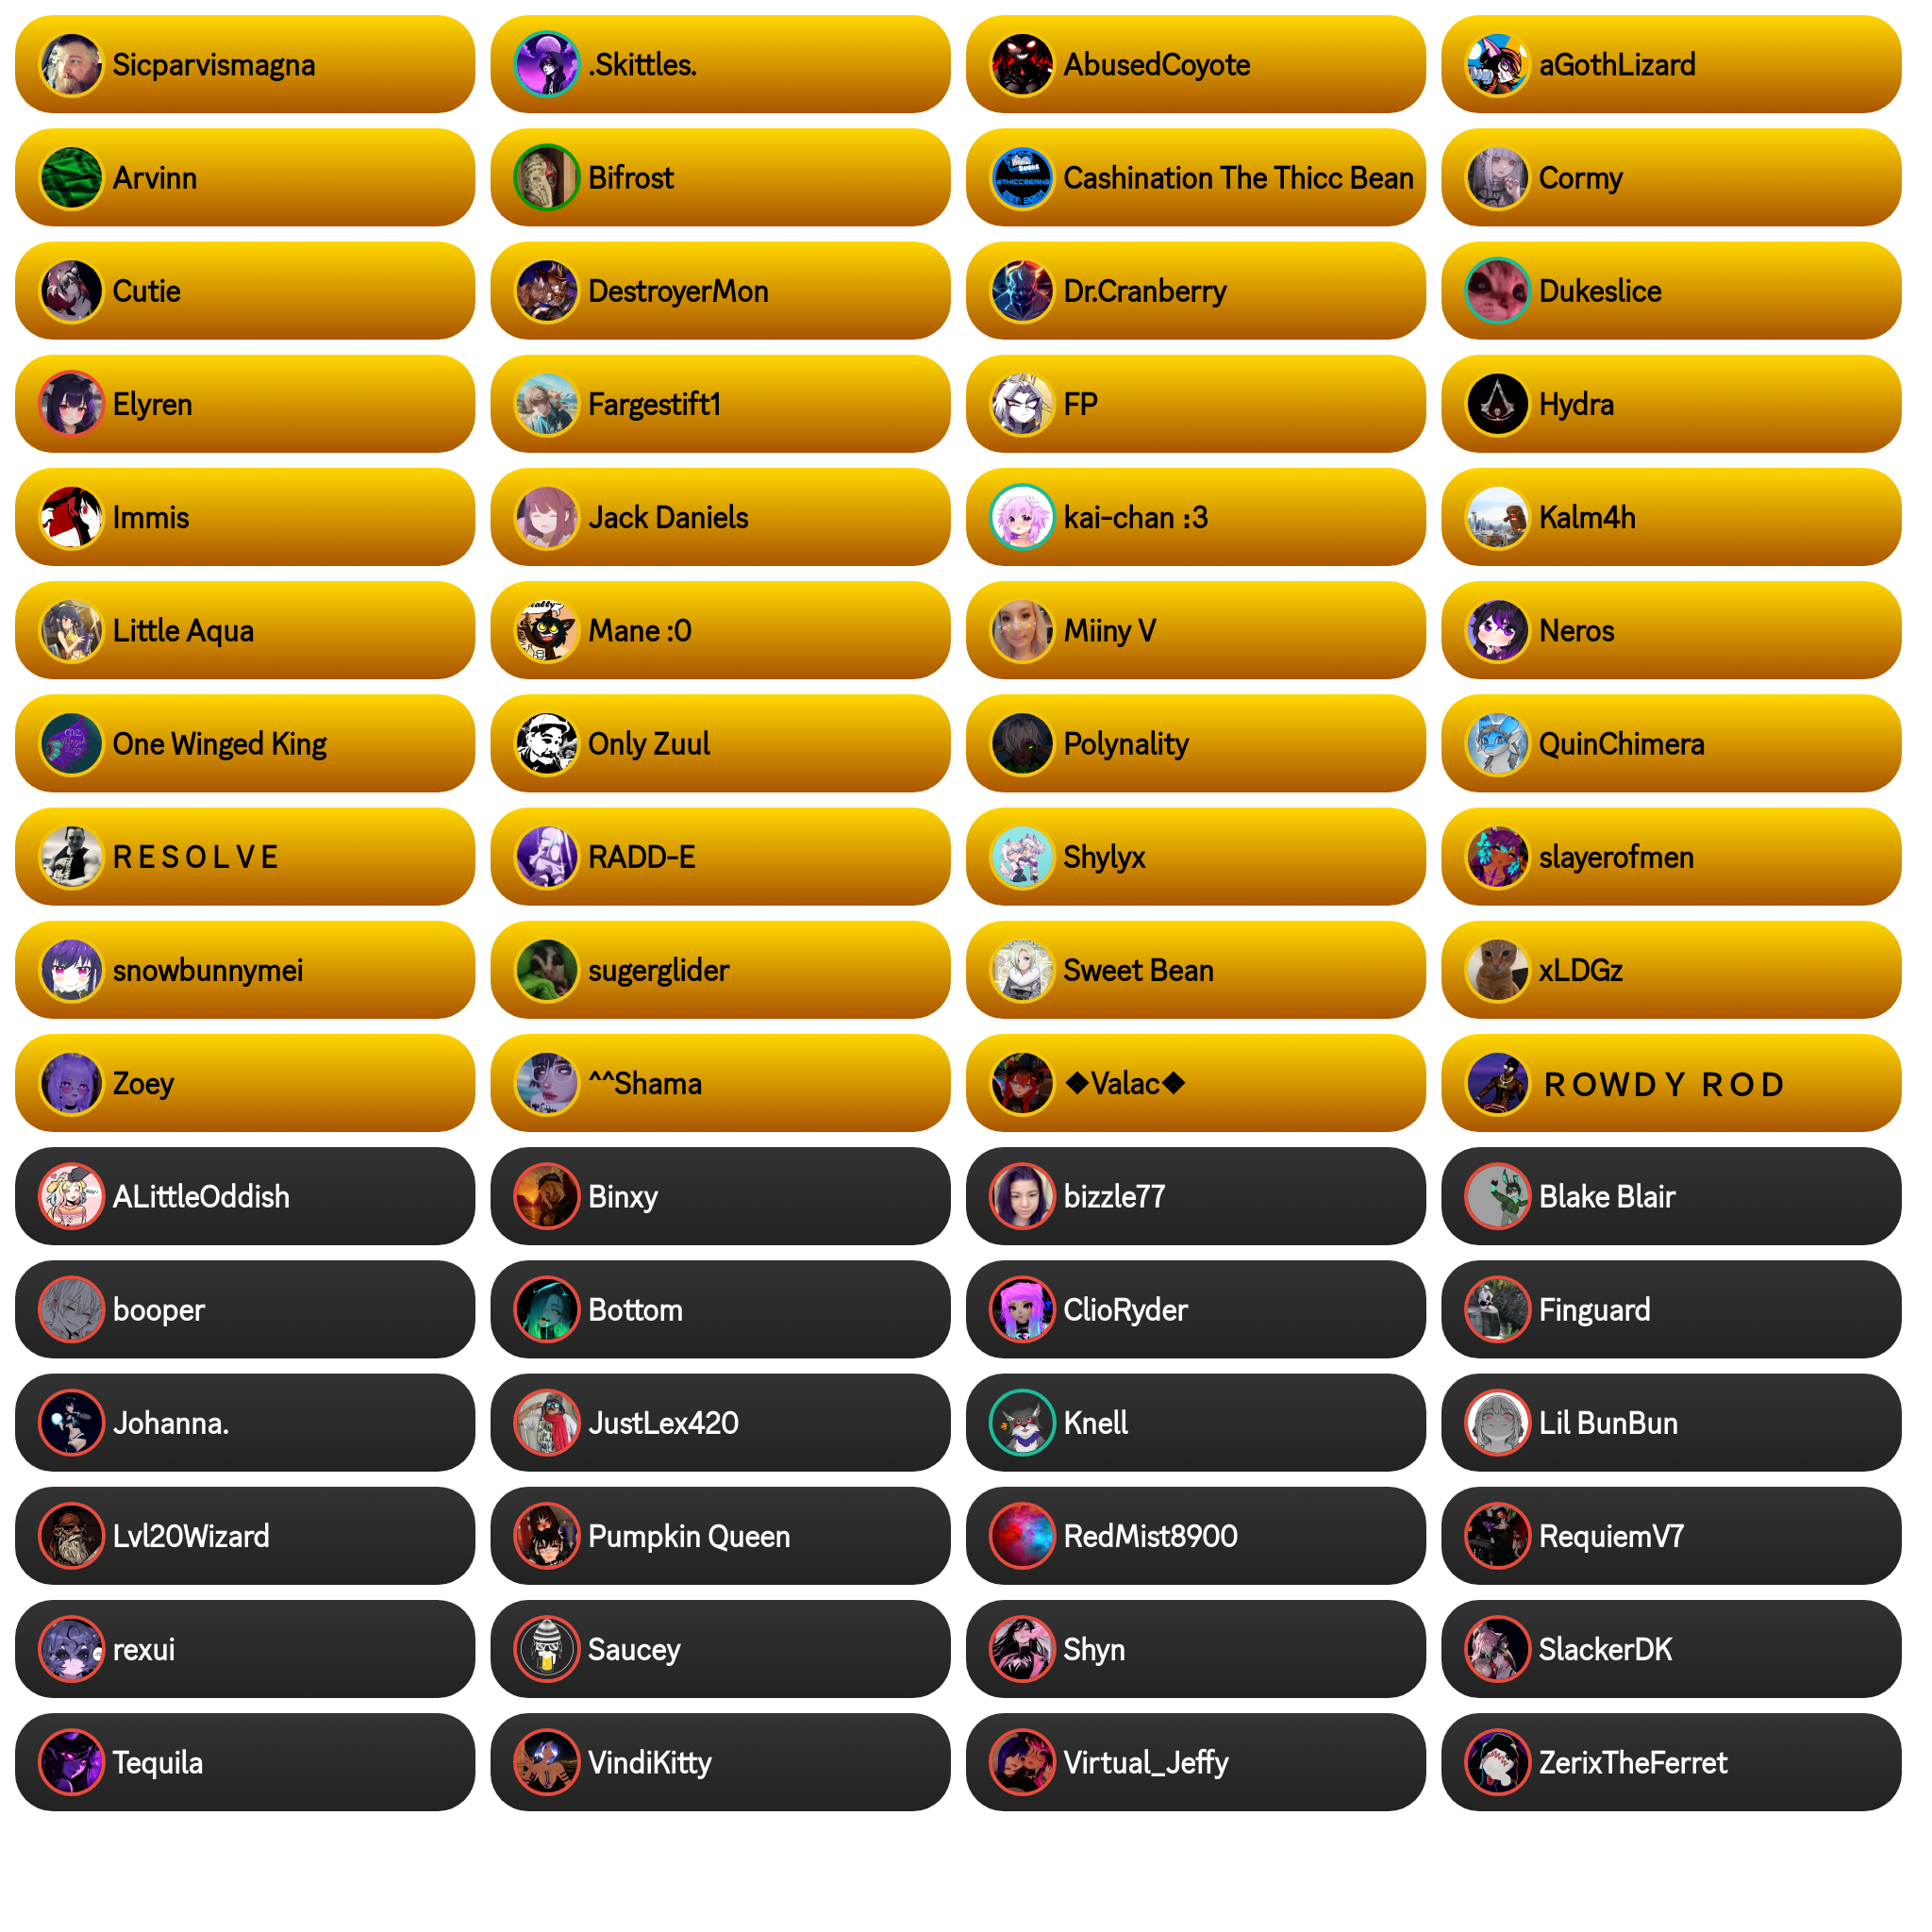 Sicparvismagna
.Skittles.
AbusedCoyote
aGothLizard
Arvinn
Bifrost
#THICCBEANS
Cashination The Thicc Bean
Cormy
Cutie
DestroyerMon
Dr.Cranberry
Dukeslice
Elyren
Fargestift1
FP
Hydra
Immis
Jack Daniels
kai-chan :3
Kalm4h
Little Aqua
Mane :0
Miiny V
Neros
One Winged King
Only Zuul
Polynality
QuinChimera
R E S O L V E
RADD-E
Shylyx
slayerofmen
snowbunnymei
sugerglider
Sweet Bean
xLDGz
Zoey
^^Shama
❖Valac❖
R O W D Y R O D
ALittleOddish
Binxy
bizzle77
Blake Blair
booper
Bottom
ClioRyder
Finguard
Johanna.
JustLex420
Knell
Lil BunBun
Lvl20Wizard
Pumpkin Queen
RedMist8900
RequiemV7
rexui
Saucey
Shyn
SlackerDK
Tequila
VindiKitty
Virtual_Jeffy
ZerixTheFerret